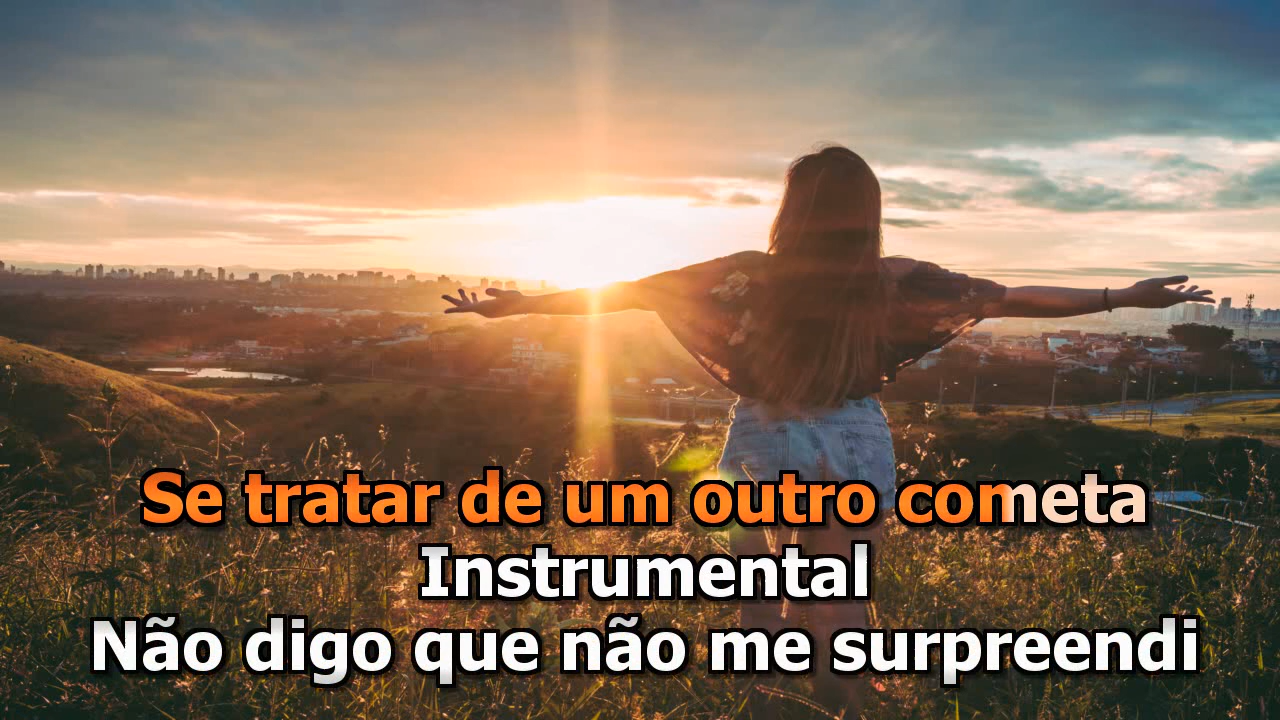 Se tratar de um outro cometa
Instrumental
Não digo que não me surpreendi